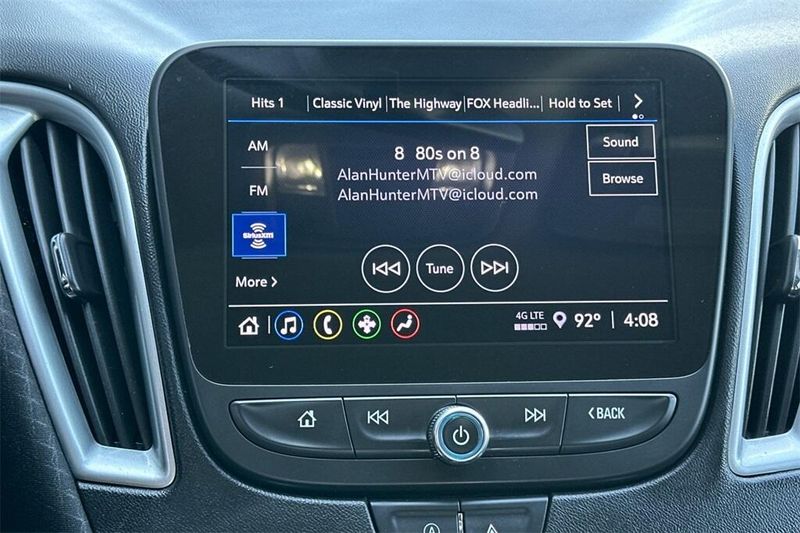 Hits 1 Classic Vinyl The Highway FOX Headli... Hold to Set
AM
8 80s on 8
Sound
AlanHunterMTV@icloud.com
Browse
FM
AlanHunterMTV@icloud.com
SiriusXM
Tune
More
4G LTE
92° 4:08
BACK
A